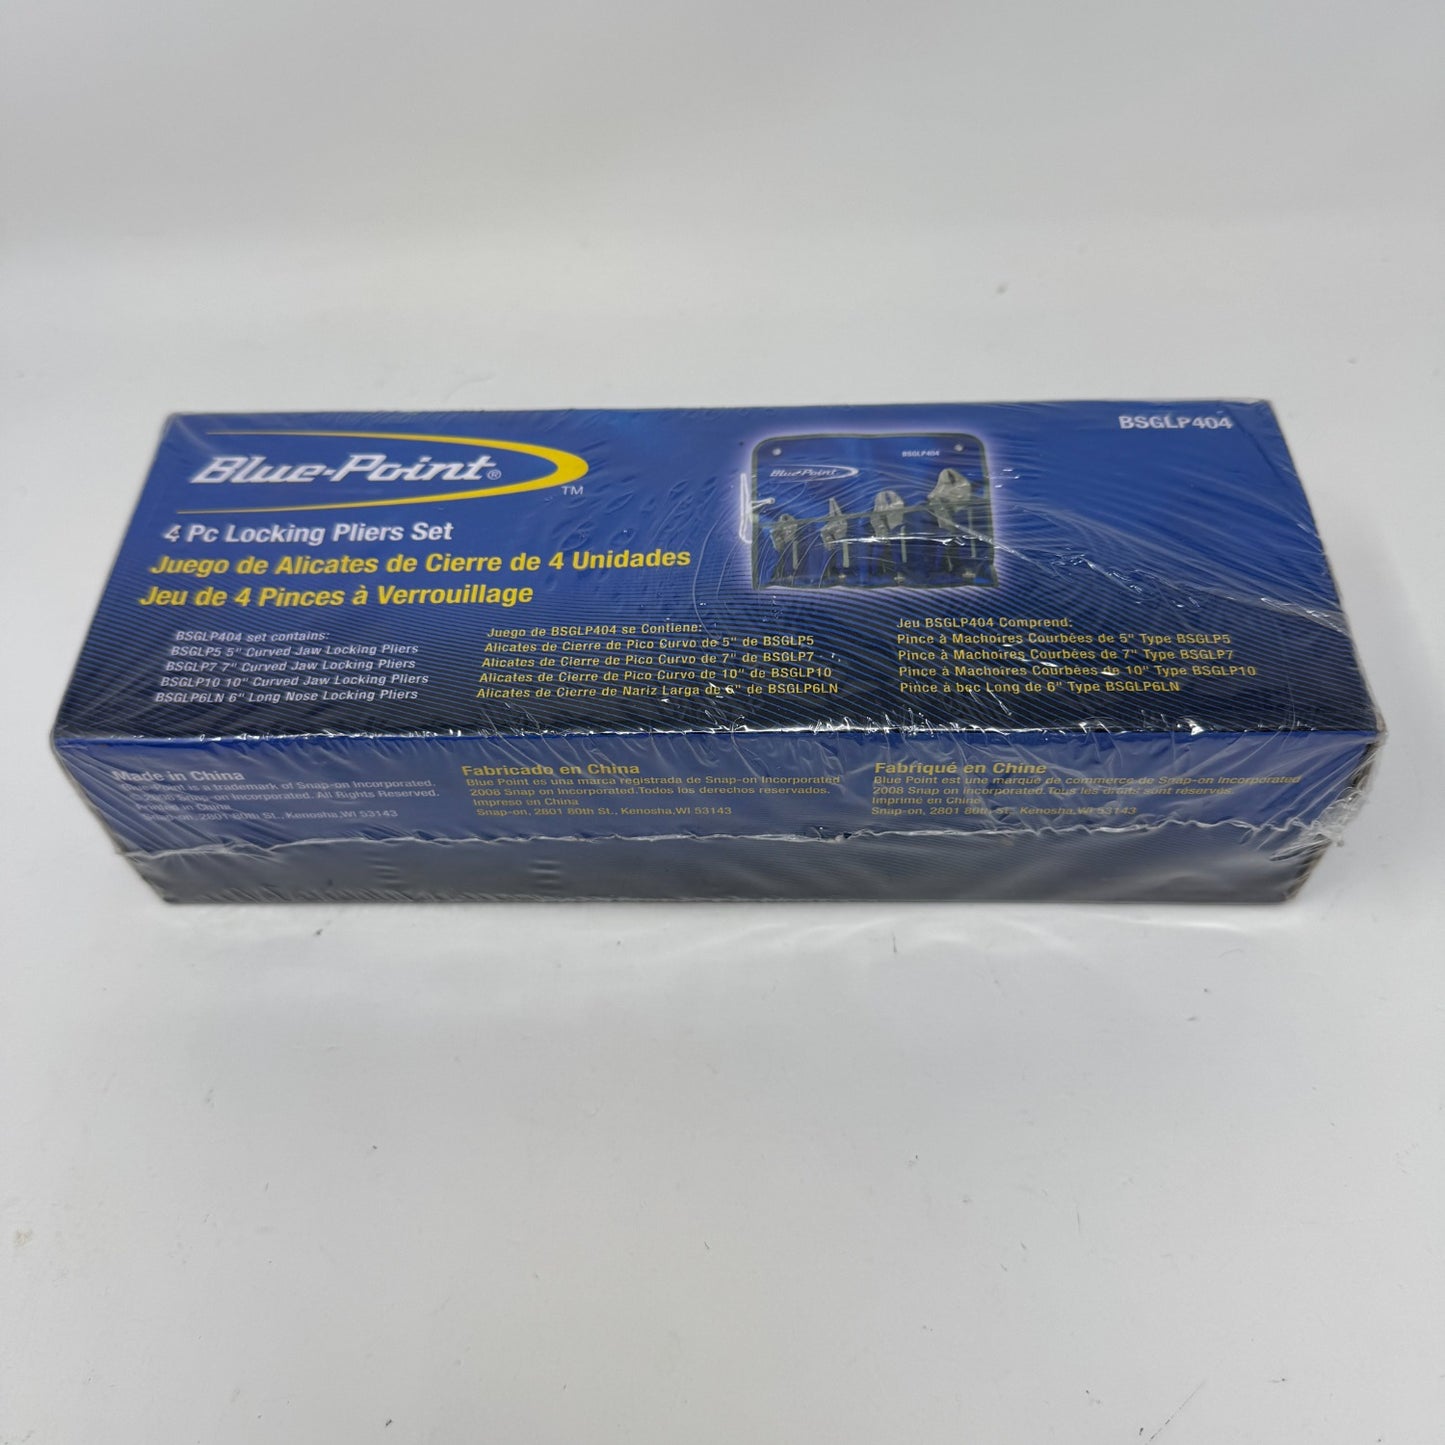 BSGLP404
Blue-Point®
TM
4 Pc Locking Pliers Set
Juego de Alicates de Cierre de 4 Unidades
Jeu de 4 Pinces à Verrouillage
Blue-Point
BSGLP404
BSGLP404 set contains:
BSGLP5 5" Curved Jaw Locking Pliers
BSGLP7 7" Curved Jaw Locking Pliers
BSGLP10 10" Curved Jaw Locking Pliers
BSGLP6LN 6" Long Nose Locking Pliers
Juego de BSGLP404 se Contiene:
Alicates de Cierre de Pico Curvo de 5" de BSGLP5
Alicates de Cierre de Pico Curvo de 7" de BSGLP7
Alicates de Cierre de Pico Curvo de 10" de BSGLP10
Alicates de Cierre de Nariz Larga de 6" de BSGLP6LN
Jeu BSGLP404 Comprend:
Pince à Machoires Courbées de 5" Type BSGLP5
Pince à Machoires Courbées de 7" Type BSGLP7
Pince à Machoires Courbées de 10" Type BSGLP10
Pince à bec Long de 6" Type BSGLP6LN
Made in China
Blue-Point is a trademark of Snap-on Incorporated.
Snap-on Incorporated. All Rights Reserved.
in China
Snap-on, 2801 80th St., Kenosha,WI 53143
Fabricado en China
Blue Point es una marca registrada de Snap-on Incorporated
2008 Snap on Incorporated.Todos los derechos reservados.
Impreso en China
Snap-on, 2801 80th St., Kenosha,WI 53143
Fabriqué en Chine
Blue Point est une marque de commerce de Snap-on Incorporated
2008 Snap on Incorporated.Tous les droits sont réservés.
Imprimé en Chine
Snap-on, 2801 80th St., Kenosha,WI 53143